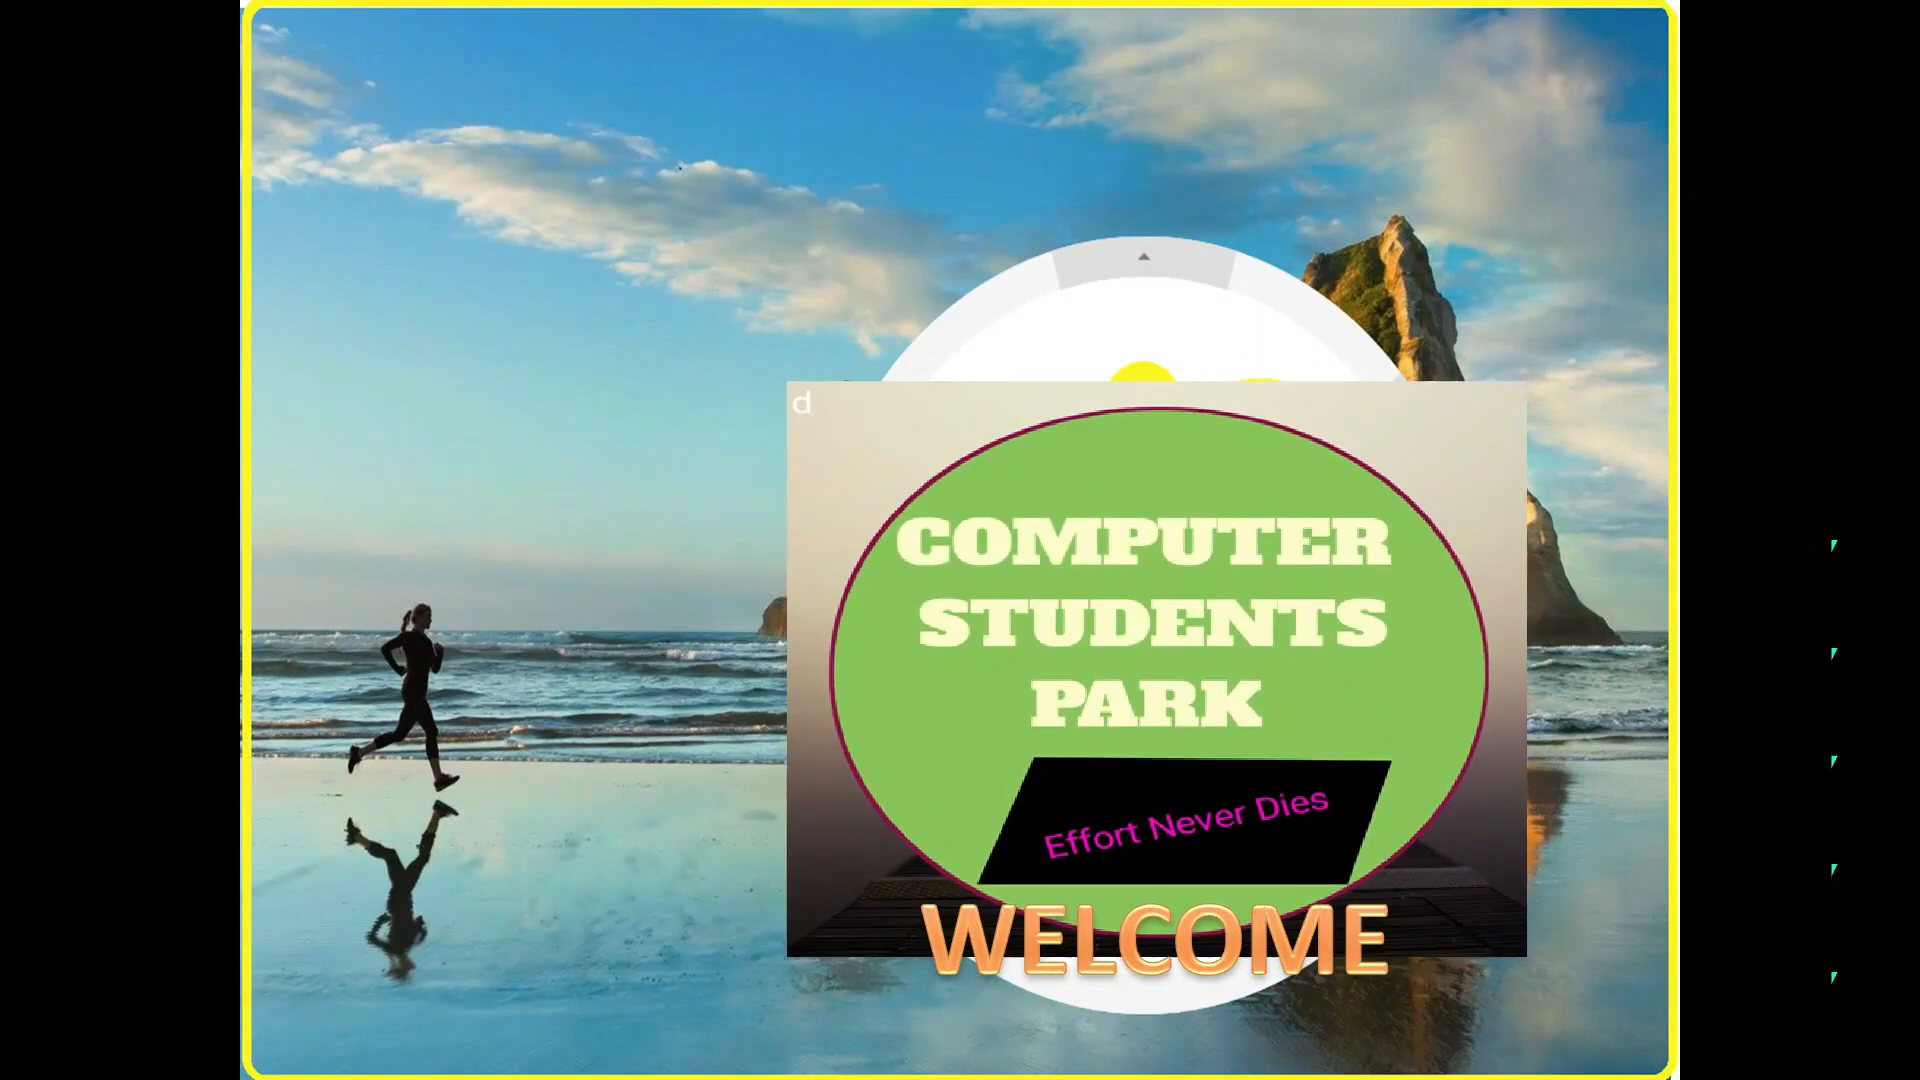 d
COMPUTER
STUDENTS
PARK
Effort Never Dies
WELCOME